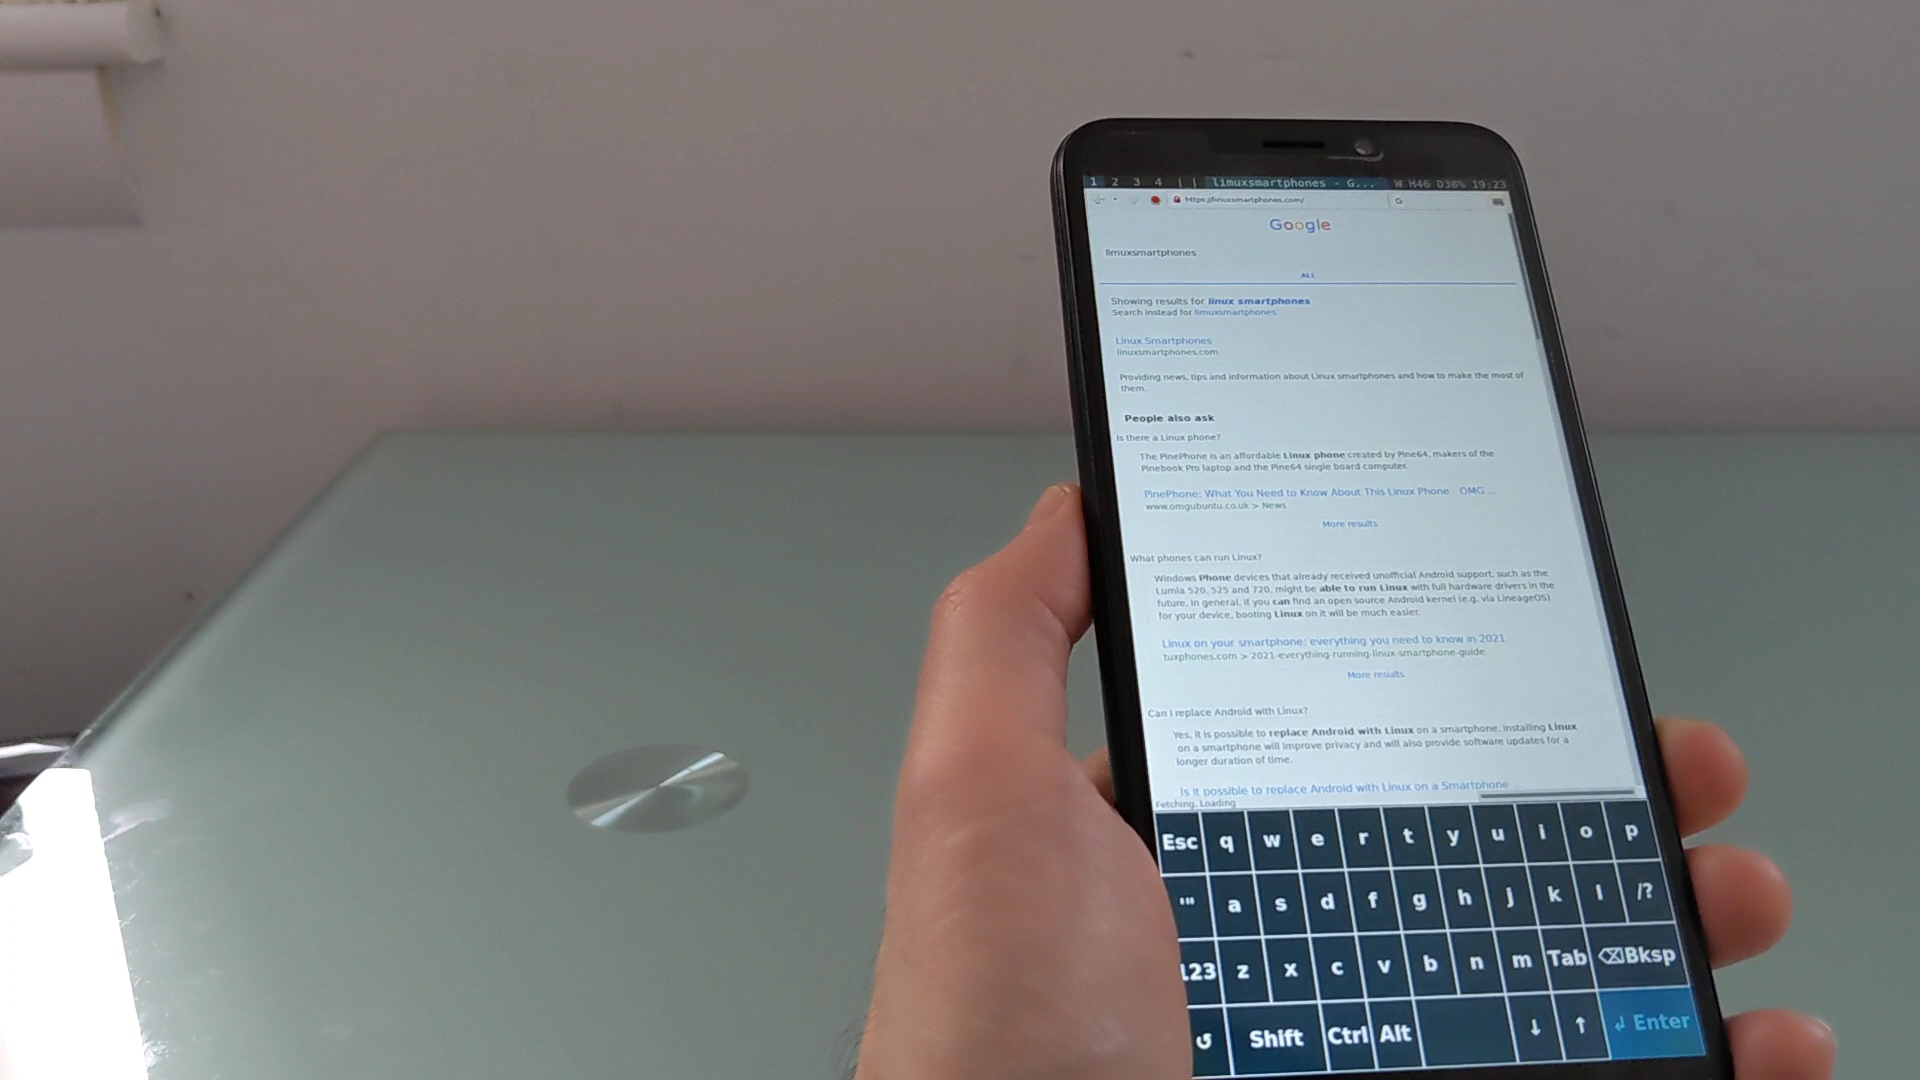 1 2 3 4 | | limuxsmartphones - G... W H46 D38% 19:23
https://linuxsmartphones.com/ G
Google
limuxsmartphones
ALL
Showing results for linux smartphones
Search instead for limuxsmartphones
Linux Smartphones
linuxsmartphones.com
Providing news, tips and information about Linux smartphones and how to make the most of
them.
People also ask
Is there a Linux phone?
The PinePhone is an affordable Linux phone created by Pine64, makers of the
Pinebook Pro laptop and the Pine64 single board computer.
PinePhone: What You Need to Know About This Linux Phone - OMG ...
www.omgubuntu.co.uk > News
More results
What phones can run Linux?
Windows Phone devices that already received unofficial Android support, such as the
Lumia 520, 525 and 720, might be able to run Linux with full hardware drivers in the
future. In general, if you can find an open source Android kernel (e.g. via LineageOS)
for your device, booting Linux on it will be much easier.
Linux on your smartphone: everything you need to know in 2021
tuxphones.com > 2021-everything-running-linux-smartphone-guide
More results
Can I replace Android with Linux?
Yes, it is possible to replace Android with Linux on a smartphone. Installing Linux
on a smartphone will improve privacy and will also provide software updates for a
longer duration of time.
Is it possible to replace Android with Linux on a Smartphone ...
Fetching, Loading
Esc q w e r t y u i o p
'" a s d f g h j k l /?
123 z x c v b n m Tab ⌫Bksp
↺ Shift Ctrl Alt ↓ ↑ ↲ Enter